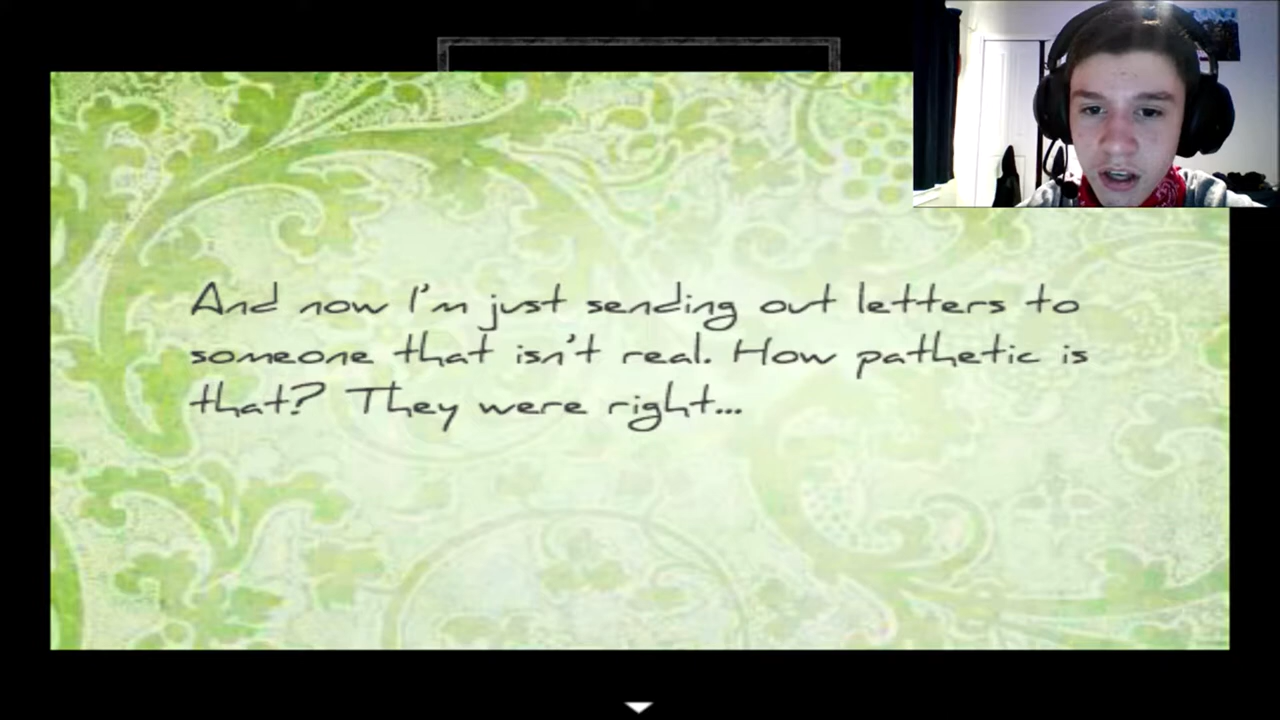 And now I'm just sending out letters to
someone that isn't real. How pathetic is
that? They were right...